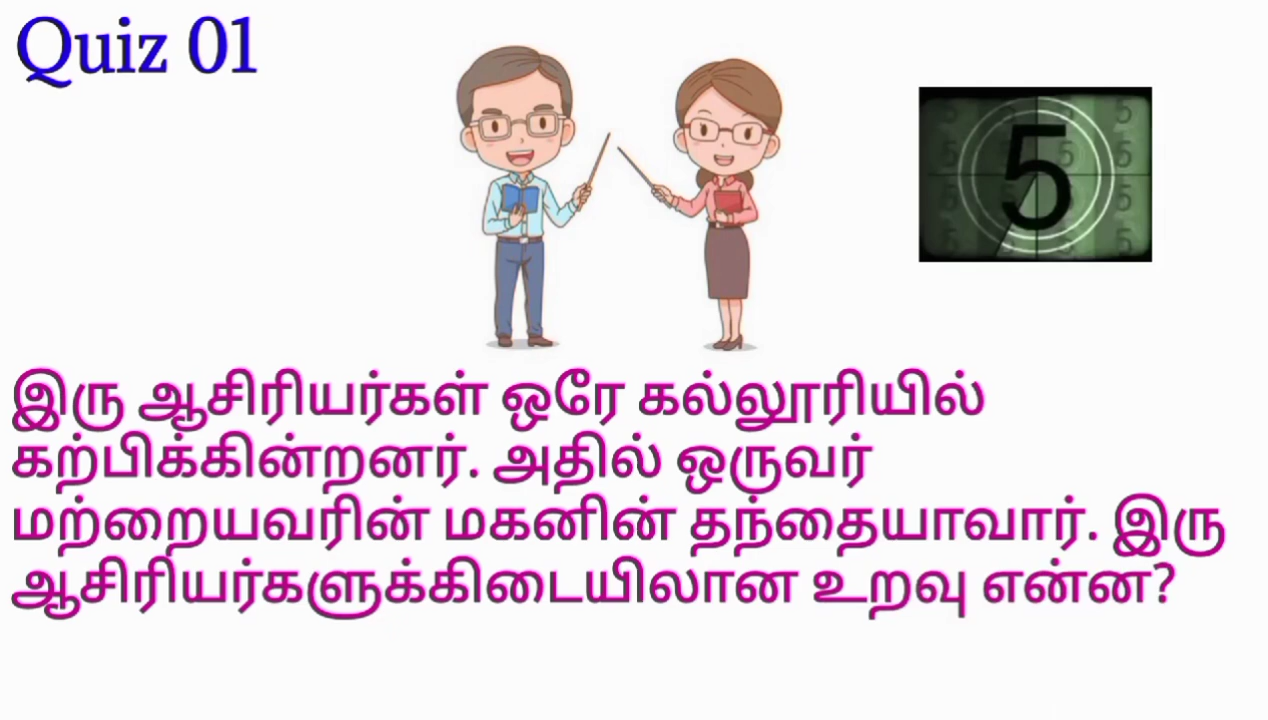 Quiz 01
5
இரு ஆசிரியர்கள் ஒரே கல்லூரியில்
கற்பிக்கின்றனர். அதில் ஒருவர்
மற்றையவரின் மகனின் தந்தையாவார். இரு
ஆசிரியர்களுக்கிடையிலான உறவு என்ன?